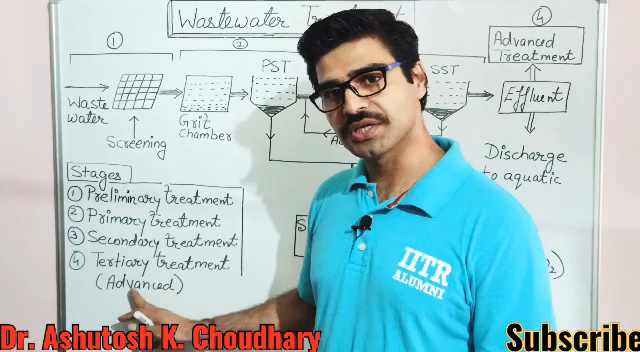 Wastewater Treatment
①
②
④
Advanced
Treatment
PST
SST
Waste
water
Screening
Grit
Chamber
Effluent
Discharge
to aquatic
Stages
① Preliminary treatment
② Primary treatment
③ Secondary treatment
④ Tertiary treatment
(Advanced)
IITR
ALUMNI
Dr. Ashutosh K. Choudhary
Subscribe